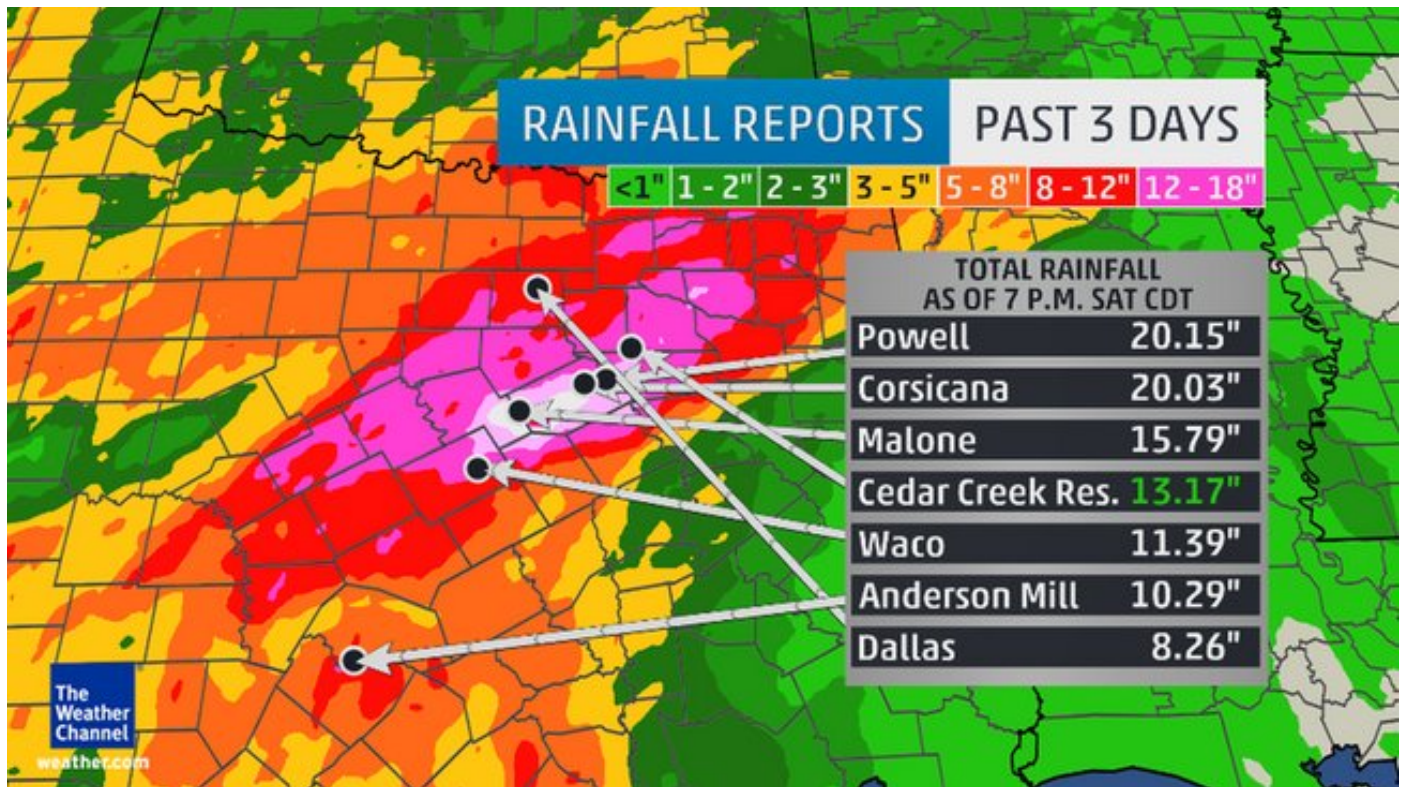 RAINFALL REPORTS PAST 3 DAYS
<1" 1 - 2" 2 - 3" 3 - 5" 5 - 8" 8 - 12" 12 - 18"
TOTAL RAINFALL
AS OF 7 P.M. SAT CDT
Powell 20.15"
Corsicana 20.03"
Malone 15.79"
Cedar Creek Res. 13.17"
Waco 11.39"
Anderson Mill 10.29"
Dallas 8.26"
The
Weather
Channel
weather.com